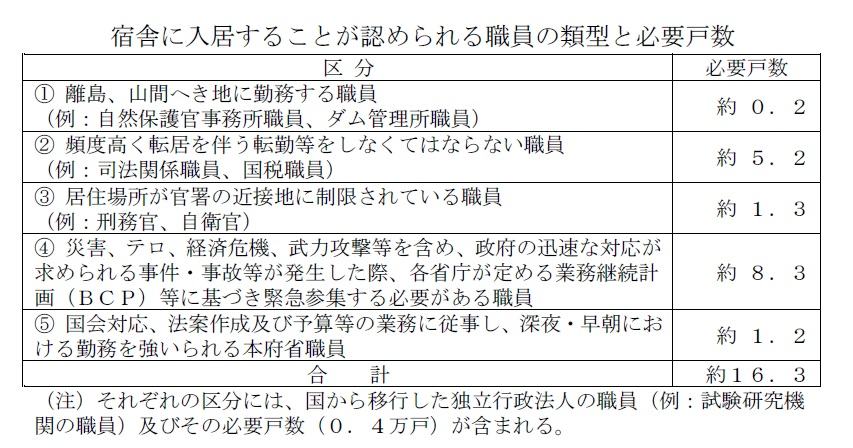 宿舎に入居することが認められる職員の類型と必要戸数
区 分 必要戸数
① 離島、山間へき地に勤務する職員
（例：自然保護官事務所職員、ダム管理所職員） 約 ０．２
② 頻度高く転居を伴う転勤等をしなくてはならない職員
（例：司法関係職員、国税職員） 約 ５．２
③ 居住場所が官署の近接地に制限されている職員
（例：刑務官、自衛官） 約 １．３
④ 災害、テロ、経済危機、武力攻撃等を含め、政府の迅速な対応が
求められる事件・事故等が発生した際、各省庁が定める業務継続計
画（ＢＣＰ）等に基づき緊急参集する必要がある職員 約 ８．３
⑤ 国会対応、法案作成及び予算等の業務に従事し、深夜・早朝にお
ける勤務を強いられる本府省職員 約 １．２
合 計 約１６．３
（注）それぞれの区分には、国から移行した独立行政法人の職員（例：試験研究機
関の職員）及びその必要戸数（０．４万戸）が含まれる。